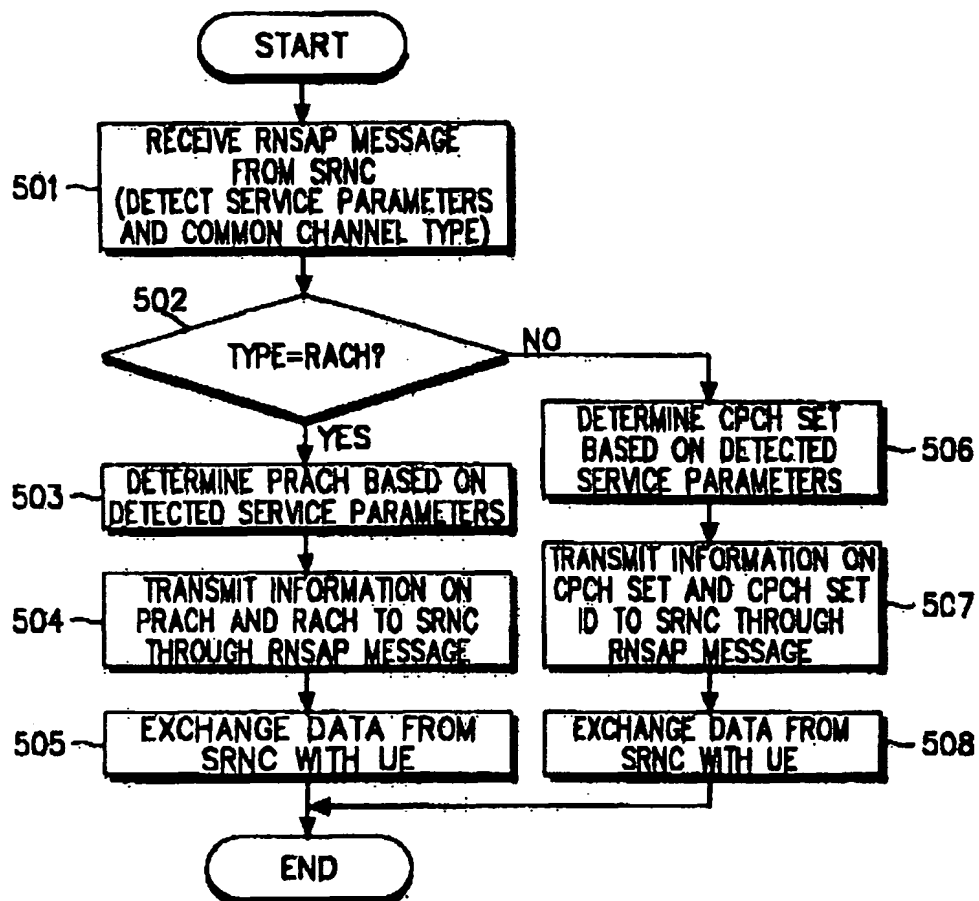 START
RECEIVE RNSAP MESSAGE
FROM SRNC
(DETECT SERVICE PARAMETERS
AND COMMON CHANNEL TYPE)
501
502
TYPE=RACH?
NO
YES
503
DETERMINE PRACH BASED ON
DETECTED SERVICE PARAMETERS
504
TRANSMIT INFORMATION ON
PRACH AND RACH TO SRNC
THROUGH RNSAP MESSAGE
505
EXCHANGE DATA FROM
SRNC WITH UE
DETERMINE CPCH SET
BASED ON DETECTED
SERVICE PARAMETERS
506
TRANSMIT INFORMATION ON
CPCH SET AND CPCH SET
ID TO SRNC THROUGH
RNSAP MESSAGE
507
EXCHANGE DATA FROM
SRNC WITH UE
508
END